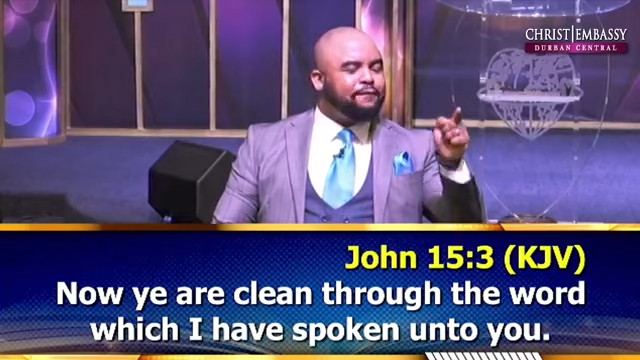 CHRIST|EMBASSY
DURBAN CENTRAL
John 15:3 (KJV)
Now ye are clean through the word
which I have spoken unto you.